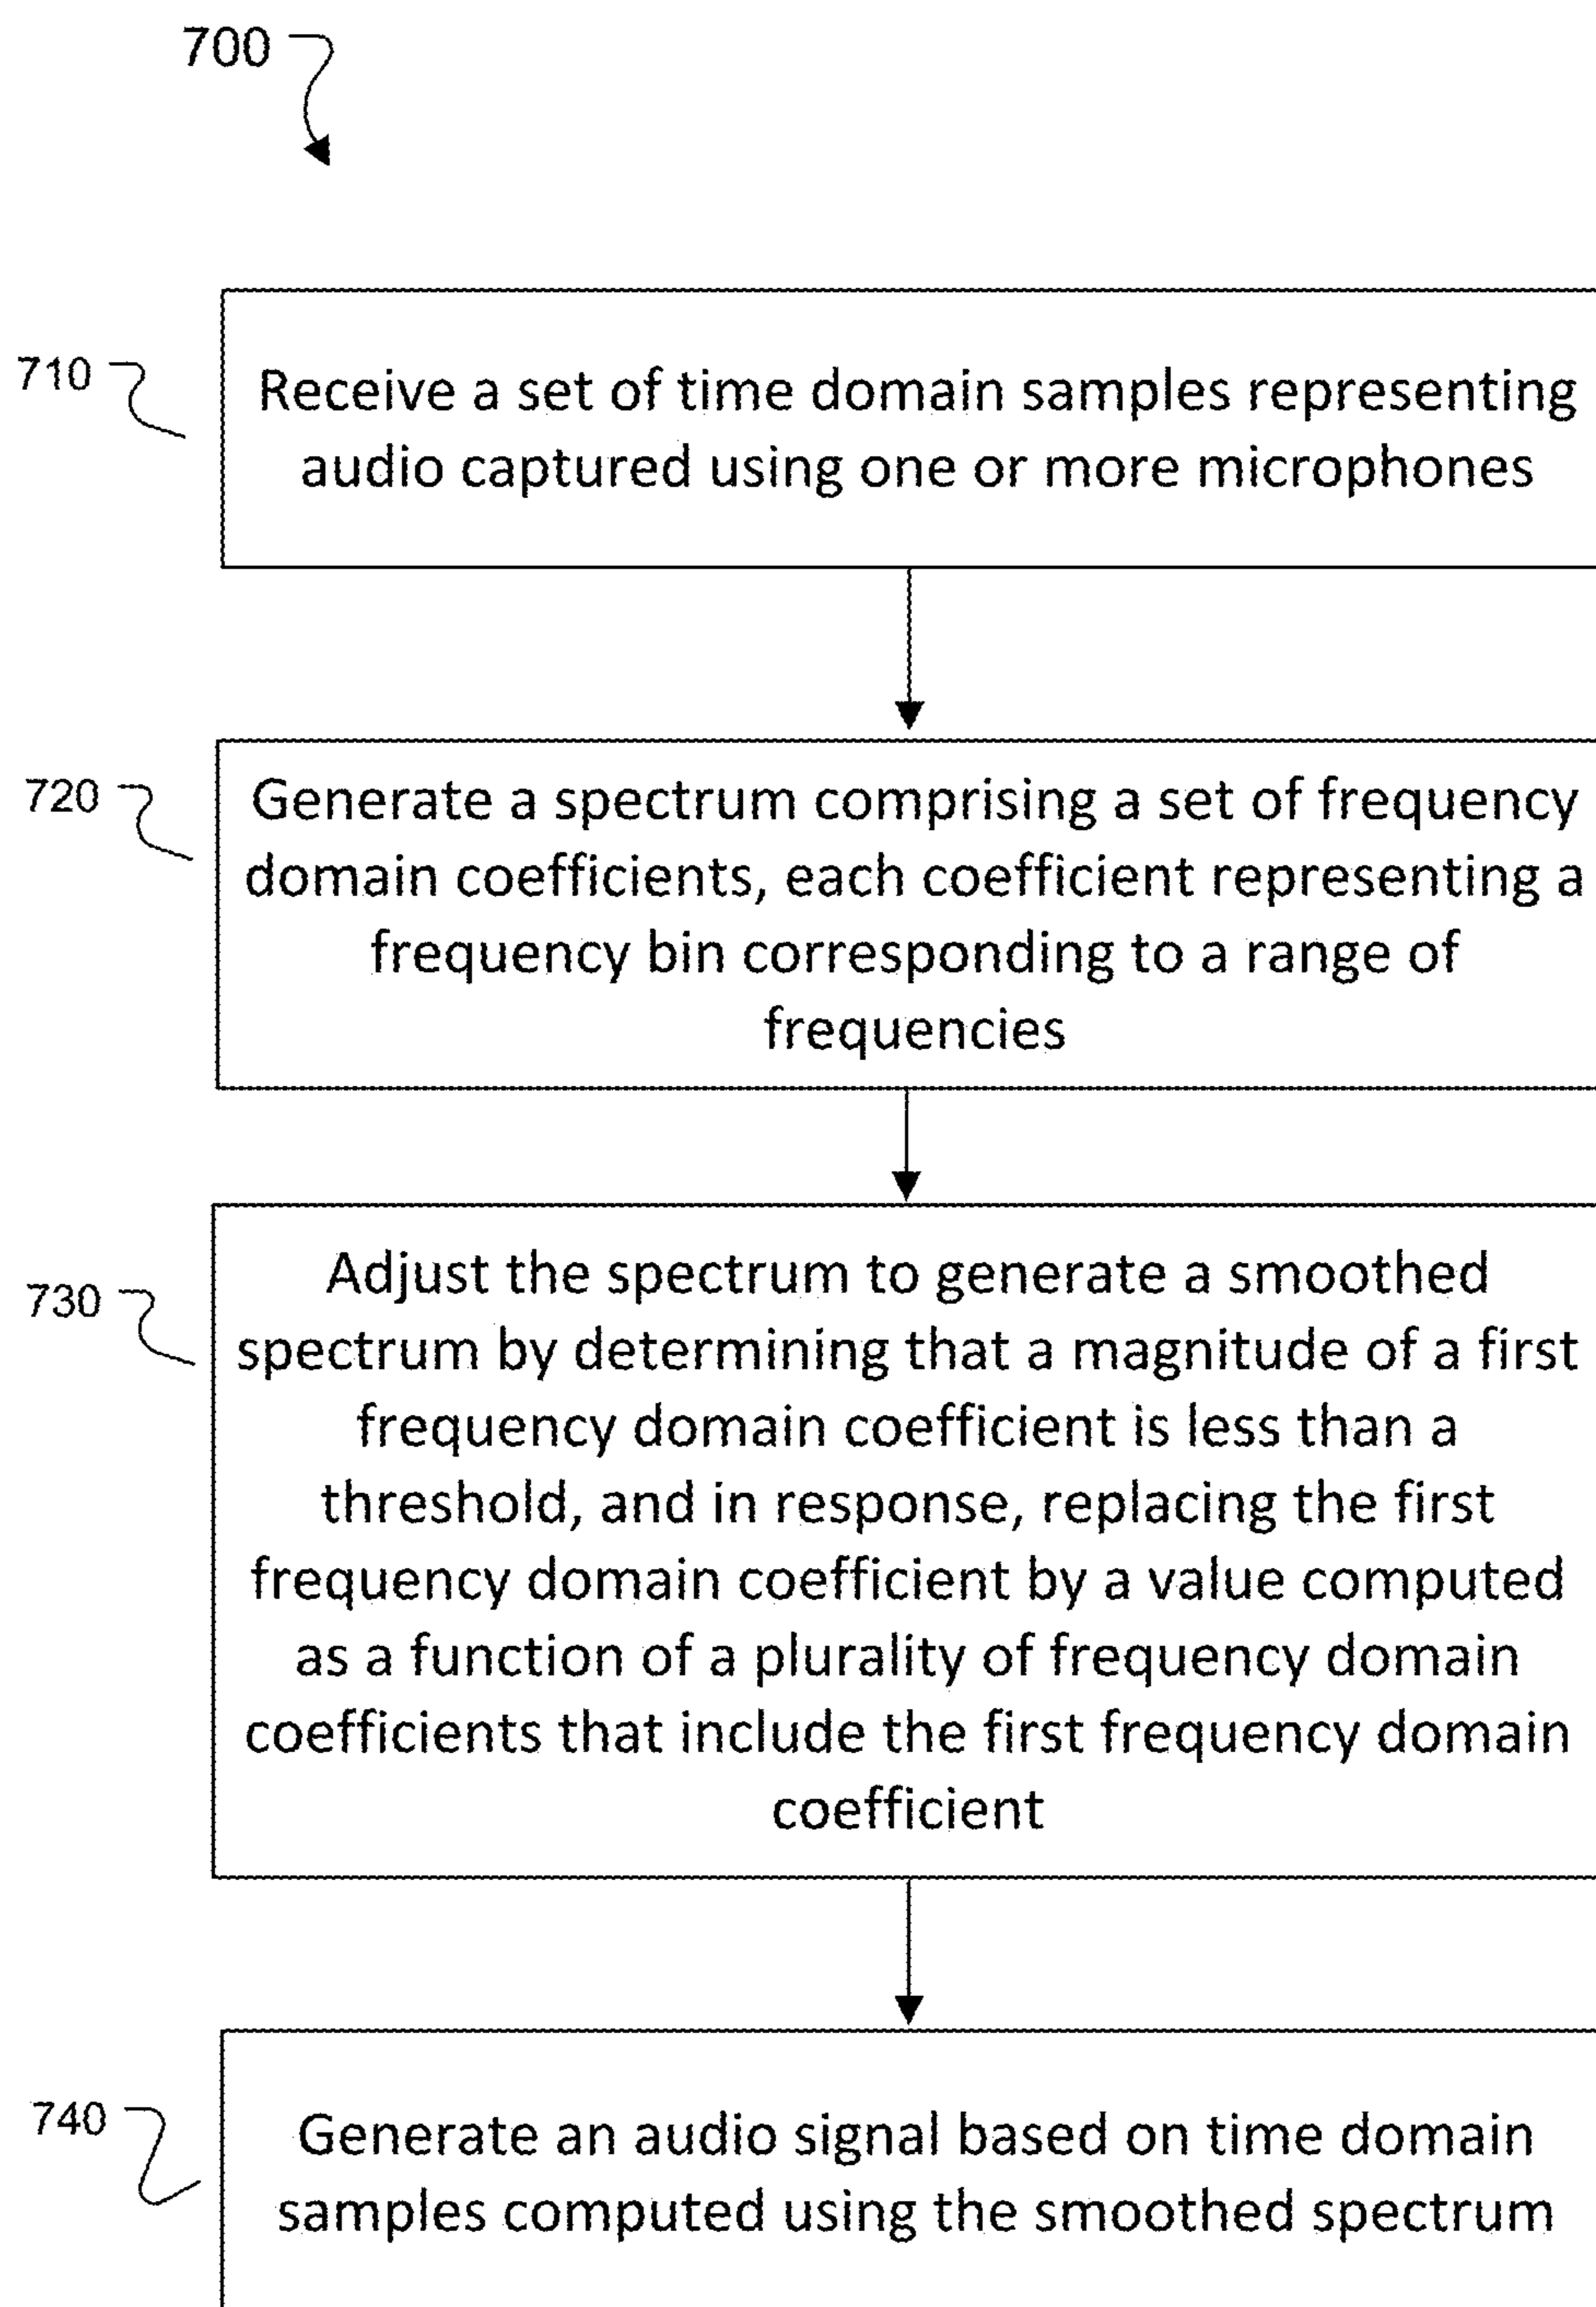 700
710
Receive a set of time domain samples representing
audio captured using one or more microphones
720
Generate a spectrum comprising a set of frequency
domain coefficients, each coefficient representing a
frequency bin corresponding to a range of
frequencies
730
Adjust the spectrum to generate a smoothed
spectrum by determining that a magnitude of a first
frequency domain coefficient is less than a
threshold, and in response, replacing the first
frequency domain coefficient by a value computed
as a function of a plurality of frequency domain
coefficients that include the first frequency domain
coefficient
740
Generate an audio signal based on time domain
samples computed using the smoothed spectrum